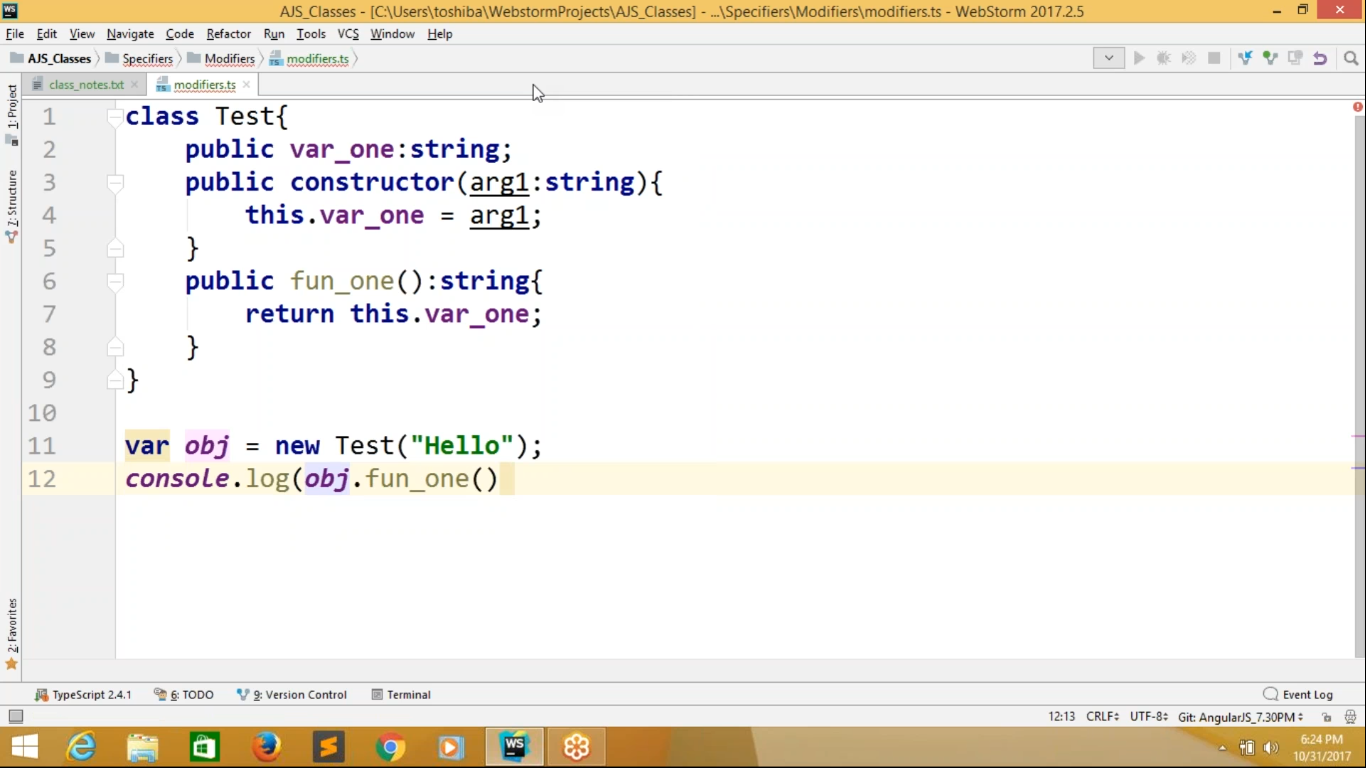 AJS_Classes - [C:\Users\toshiba\WebstormProjects\AJS_Classes] - ...\Specifiers\Modifiers\modifiers.ts - WebStorm 2017.2.5
File Edit View Navigate Code Refactor Run Tools VCS Window Help
AJS_Classes Specifiers Modifiers modifiers.ts
class_notes.txt modifiers.ts
1: Project
7: Structure
2: Favorites
1 class Test{
2 public var_one:string;
3 public constructor(arg1:string){
4 this.var_one = arg1;
5 }
6 public fun_one():string{
7 return this.var_one;
8 }
9 }
10
11 var obj = new Test("Hello");
12 console.log(obj.fun_one()
TypeScript 2.4.1 6: TODO 9: Version Control Terminal Event Log
12:13 CRLF UTF-8 Git: AngularJS_7.30PM
6:24 PM
10/31/2017